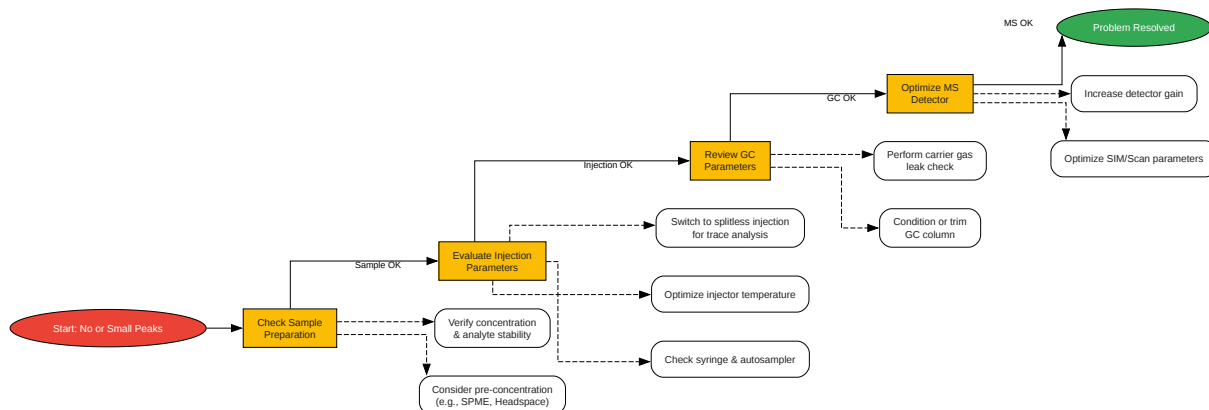 MS OK
Problem Resolved
Optimize MS
Detector
Increase detector gain
GC OK
Optimize SIM/Scan parameters
Review GC
Parameters
Perform carrier gas
leak check
Injection OK
Condition or trim
GC column
Switch to splitless injection
for trace analysis
Evaluate Injection
Parameters
Sample OK
Optimize injector temperature
Start: No or Small Peaks
Check Sample
Preparation
Verify concentration
& analyte stability
Check syringe & autosampler
Consider pre-concentration
(e.g., SPME, Headspace)